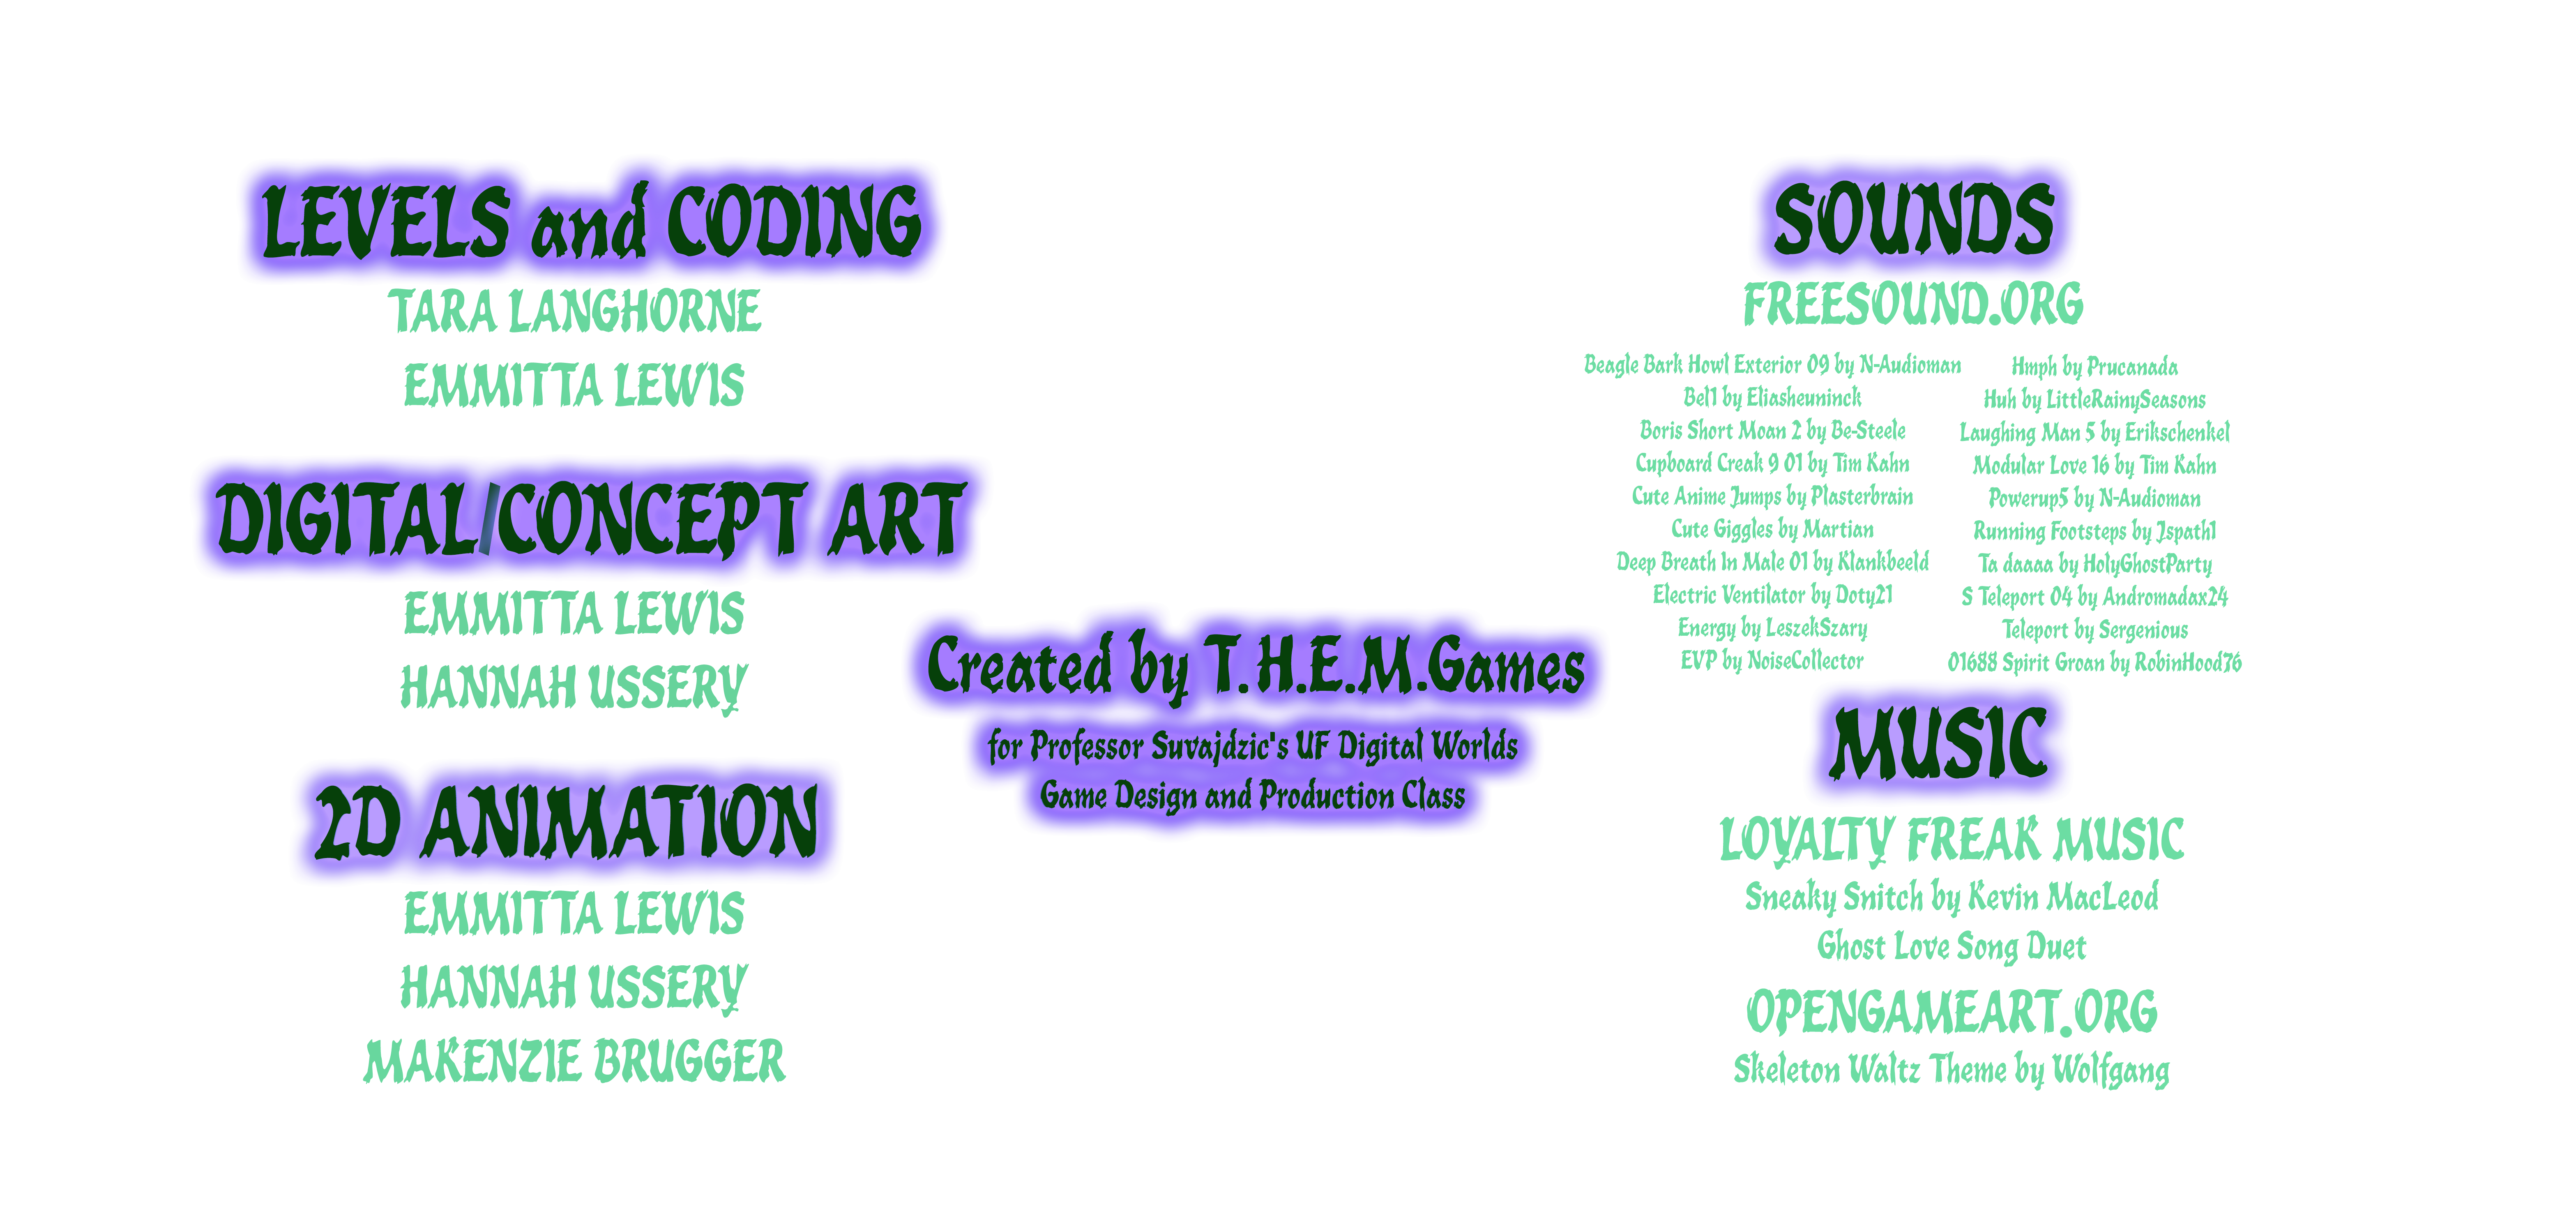 LEVELS and CODING
TARA LANGHORNE
EMMITTA LEWIS
DIGITAL/CONCEPT ART
EMMITTA LEWIS
HANNAH USSERY
2D ANIMATION
EMMITTA LEWIS
HANNAH USSERY
MAKENZIE BRUGGER
Created by T.H.E.M.Games
for Professor Suvajdzic's UF Digital Worlds
Game Design and Production Class
SOUNDS
FREESOUND.ORG
Beagle Bark Howl Exterior 09 by N-Audioman
Bel1 by Eliasheuninck
Boris Short Moan 2 by Be-Steele
Cupboard Creak 9 01 by Tim Kahn
Cute Anime Jumps by Plasterbrain
Cute Giggles by Martian
Deep Breath In Male 01 by Klankbeeld
Electric Ventilator by Doty21
Energy by LeszekSzary
EVP by NoiseCollector
Hmph by Prucanada
Huh by LittleRainySeasons
Laughing Man 5 by Erikschenkel
Modular Love 16 by Tim Kahn
Powerup5 by N-Audioman
Running Footsteps by Jspath1
Ta daaaa by HolyGhostParty
S Teleport 04 by Andromadax24
Teleport by Sergenious
01688 Spirit Groan by RobinHood76
MUSIC
LOYALTY FREAK MUSIC
Sneaky Snitch by Kevin MacLeod
Ghost Love Song Duet
OPENGAMEART.ORG
Skeleton Waltz Theme by Wolfgang